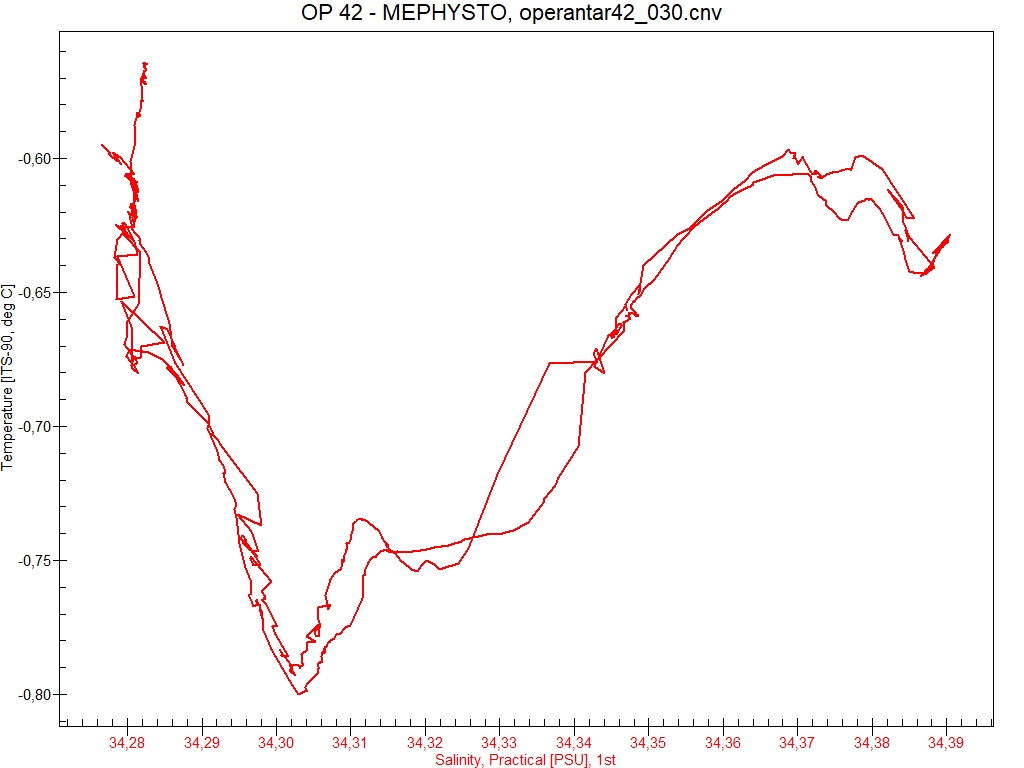 OP 42 - MEPHYSTO, operantar42_030.cnv
Temperature [ITS-90, deg C]
-0,60
-0,65
-0,70
-0,75
-0,80
34,28 34,29 34,30 34,31 34,32 34,33 34,34 34,35 34,36 34,37 34,38 34,39
Salinity, Practical [PSU], 1st